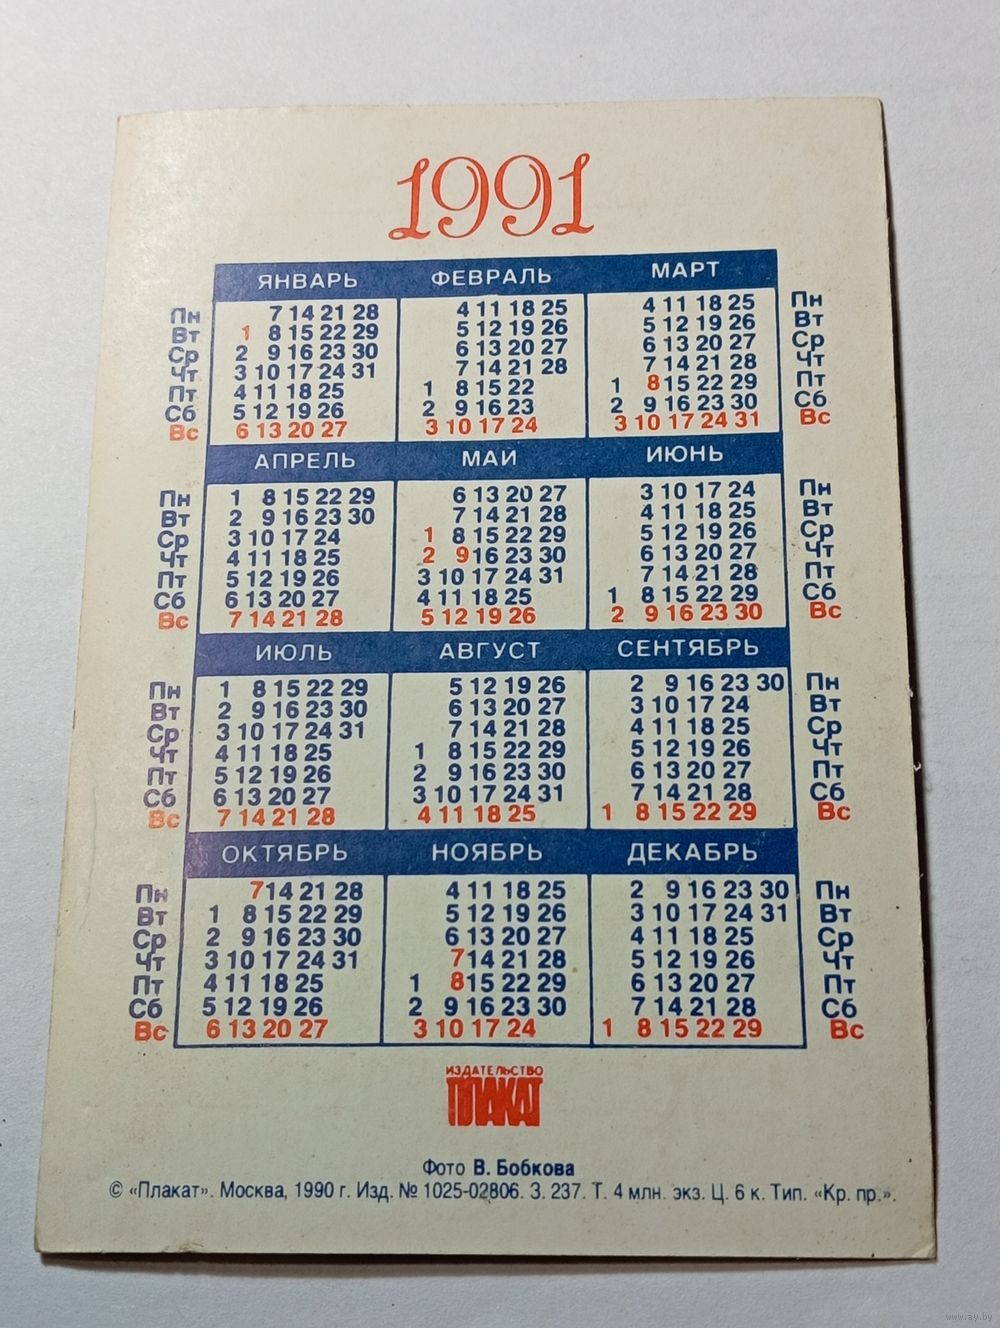 1991
ЯНВАРЬ ФЕВРАЛЬ МАРТ
Пн 7 14 21 28 4 11 18 25 4 11 18 25 Пн
Вт 1 8 15 22 29 5 12 19 26 5 12 19 26 Вт
Ср 2 9 16 23 30 6 13 20 27 6 13 20 27 Ср
Чт 3 10 17 24 31 7 14 21 28 7 14 21 28 Чт
Пт 4 11 18 25 1 8 15 22 1 8 15 22 29 Пт
Сб 5 12 19 26 2 9 16 23 2 9 16 23 30 Сб
Вс 6 13 20 27 3 10 17 24 3 10 17 24 31 Вс
АПРЕЛЬ МАЙ ИЮНЬ
Пн 1 8 15 22 29 6 13 20 27 3 10 17 24 Пн
Вт 2 9 16 23 30 7 14 21 28 4 11 18 25 Вт
Ср 3 10 17 24 1 8 15 22 29 5 12 19 26 Ср
Чт 4 11 18 25 2 9 16 23 30 6 13 20 27 Чт
Пт 5 12 19 26 3 10 17 24 31 7 14 21 28 Пт
Сб 6 13 20 27 4 11 18 25 1 8 15 22 29 Сб
Вс 7 14 21 28 5 12 19 26 2 9 16 23 30 Вс
ИЮЛЬ АВГУСТ СЕНТЯБРЬ
Пн 1 8 15 22 29 5 12 19 26 2 9 16 23 30 Пн
Вт 2 9 16 23 30 6 13 20 27 3 10 17 24 Вт
Ср 3 10 17 24 31 7 14 21 28 4 11 18 25 Ср
Чт 4 11 18 25 1 8 15 22 29 5 12 19 26 Чт
Пт 5 12 19 26 2 9 16 23 30 6 13 20 27 Пт
Сб 6 13 20 27 3 10 17 24 31 7 14 21 28 Сб
Вс 7 14 21 28 4 11 18 25 1 8 15 22 29 Вс
ОКТЯБРЬ НОЯБРЬ ДЕКАБРЬ
Пн 7 14 21 28 4 11 18 25 2 9 16 23 30 Пн
Вт 1 8 15 22 29 5 12 19 26 3 10 17 24 31 Вт
Ср 2 9 16 23 30 6 13 20 27 4 11 18 25 Ср
Чт 3 10 17 24 31 7 14 21 28 5 12 19 26 Чт
Пт 4 11 18 25 1 8 15 22 29 6 13 20 27 Пт
Сб 5 12 19 26 2 9 16 23 30 7 14 21 28 Сб
Вс 6 13 20 27 3 10 17 24 1 8 15 22 29 Вс
ИЗДАТЕЛЬСТВО
ПЛАКАТ
Фото В. Бобкова
© «Плакат». Москва, 1990 г. Изд. № 1025-02806. З. 237. Т. 4 млн. экз. Ц. 6 к. Тип. «Кр. пр.».
www.ay.by